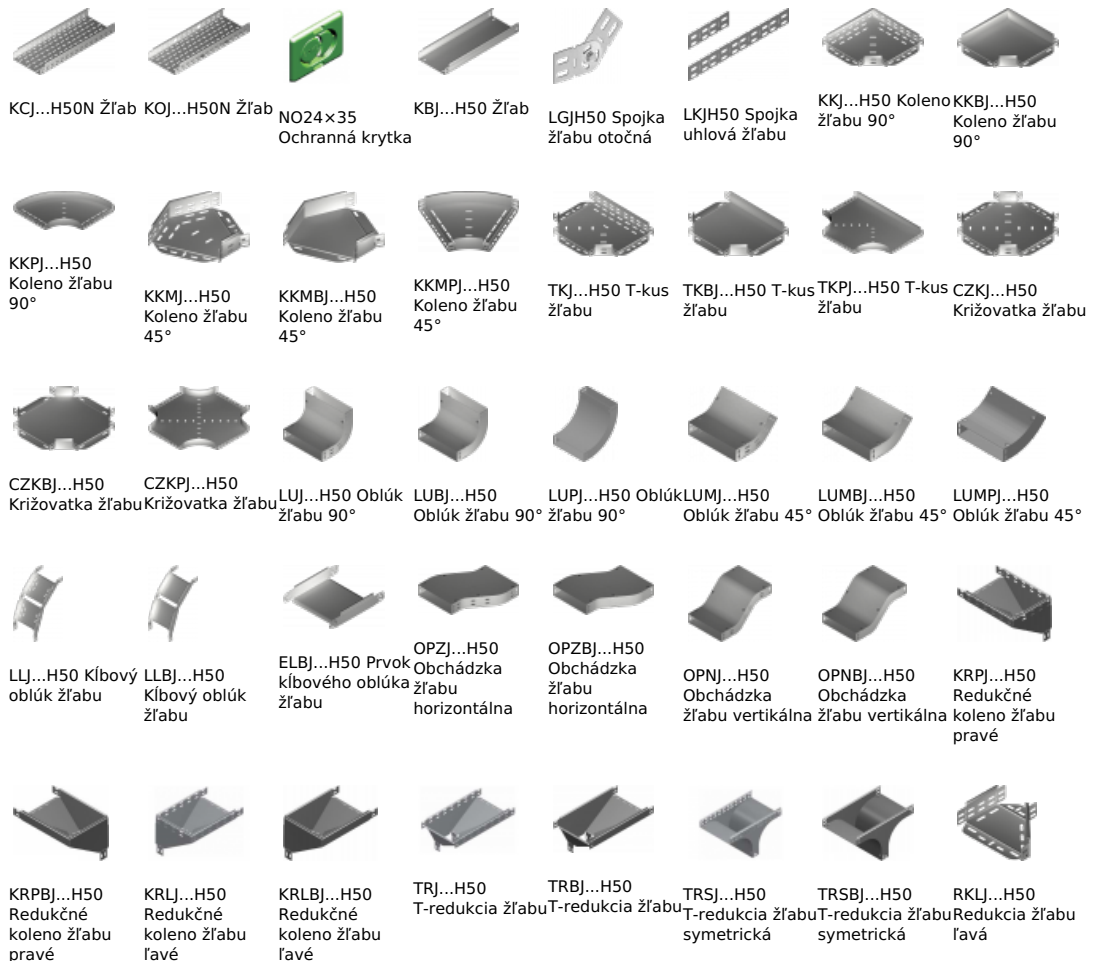 KCJ...H50N Žľab
KOJ...H50N Žľab
NO24×35
Ochranná krytka
KBJ...H50 Žľab
LGJH50 Spojka
žľabu otočná
LKJH50 Spojka
uhlová žľabu
KKJ...H50 Koleno
žľabu 90°
KKBJ...H50
Koleno žľabu
90°
KKPJ...H50
Koleno žľabu
90°
KKMJ...H50
Koleno žľabu
45°
KKMBJ...H50
Koleno žľabu
45°
KKMPJ...H50
Koleno žľabu
45°
TKJ...H50 T-kus
žľabu
TKBJ...H50 T-kus
žľabu
TKPJ...H50 T-kus
žľabu
CZKJ...H50
Križovatka žľabu
CZKBJ...H50
Križovatka žľabu
CZKPJ...H50
Križovatka žľabu
LUJ...H50 Oblúk
žľabu 90°
LUBJ...H50
Oblúk žľabu 90°
LUPJ...H50 Oblúk
žľabu 90°
LUMJ...H50
Oblúk žľabu 45°
LUMBJ...H50
Oblúk žľabu 45°
LUMPJ...H50
Oblúk žľabu 45°
LLJ...H50 Kĺbový
oblúk žľabu
LLBJ...H50
Kĺbový oblúk
žľabu
ELBJ...H50 Prvok
kĺbového oblúka
žľabu
OPZJ...H50
Obchádzka
žľabu
horizontálna
OPZBJ...H50
Obchádzka
žľabu
horizontálna
OPNJ...H50
Obchádzka
žľabu vertikálna
OPNBJ...H50
Obchádzka
žľabu vertikálna
KRPJ...H50
Redukčné
koleno žľabu
pravé
KRPBJ...H50
Redukčné
koleno žľabu
pravé
KRLJ...H50
Redukčné
koleno žľabu
ľavé
KRLBJ...H50
Redukčné
koleno žľabu
ľavé
TRJ...H50
T-redukcia žľabu
TRBJ...H50
T-redukcia žľabu
TRSJ...H50
T-redukcia žľabu
symetrická
TRSBJ...H50
T-redukcia žľabu
symetrická
RKLJ...H50
Redukcia žľabu
ľavá